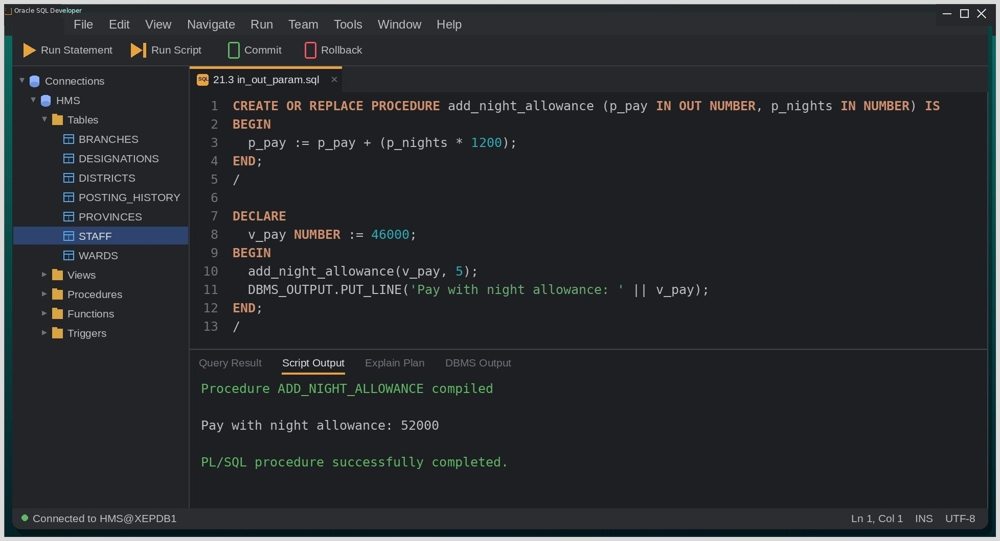 Oracle SQL Developer
File Edit View Navigate Run Team Tools Window Help
Run Statement Run Script Commit Rollback
Connections
HMS
Tables
BRANCHES
DESIGNATIONS
DISTRICTS
POSTING_HISTORY
PROVINCES
STAFF
WARDS
Views
Procedures
Functions
Triggers
SQL 21.3 in_out_param.sql ×
1 CREATE OR REPLACE PROCEDURE add_night_allowance (p_pay IN OUT NUMBER, p_nights IN NUMBER) IS
2 BEGIN
3   p_pay := p_pay + (p_nights * 1200);
4 END;
5 /
6
7 DECLARE
8   v_pay NUMBER := 46000;
9 BEGIN
10   add_night_allowance(v_pay, 5);
11   DBMS_OUTPUT.PUT_LINE('Pay with night allowance: ' || v_pay);
12 END;
13 /
Query Result Script Output Explain Plan DBMS Output
Procedure ADD_NIGHT_ALLOWANCE compiled
Pay with night allowance: 52000
PL/SQL procedure successfully completed.
Connected to HMS@XEPDB1 Ln 1, Col 1 INS UTF-8